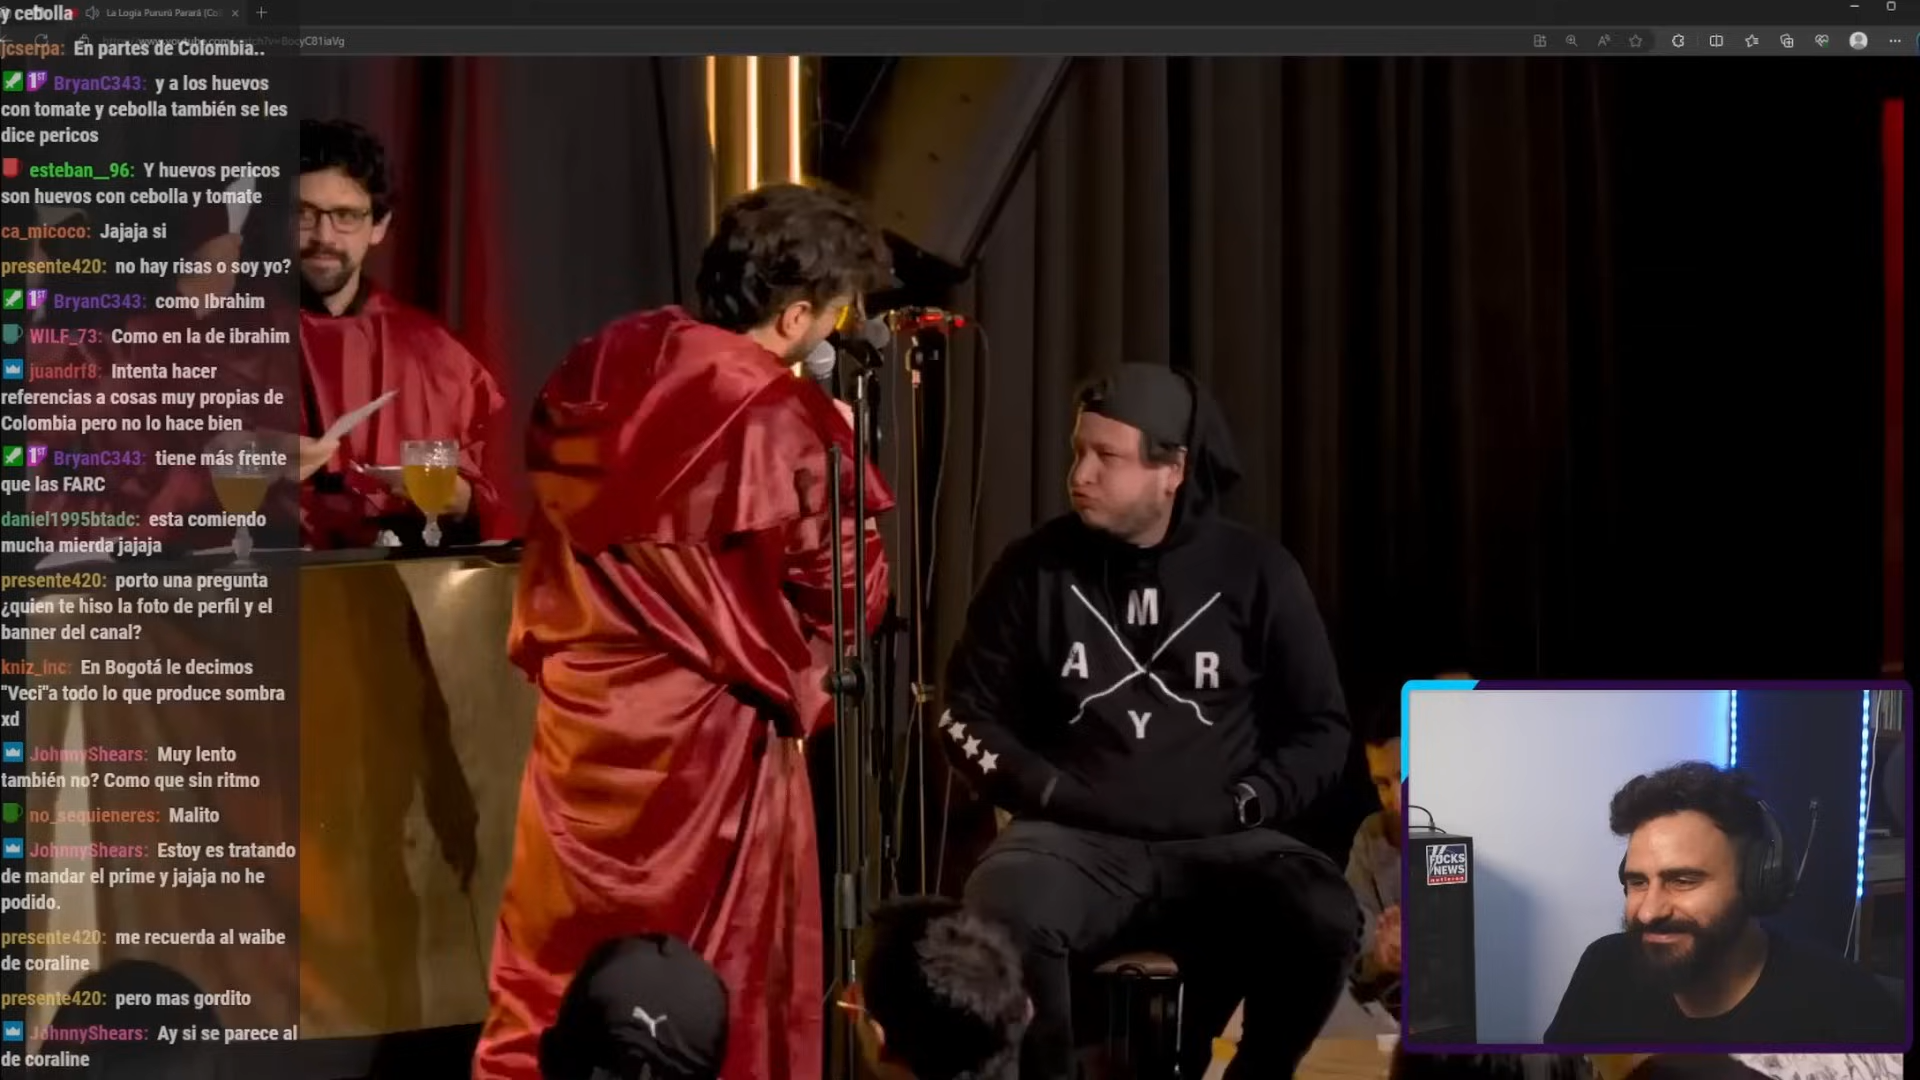 y cebolla
La Logia Pururú Parará (Co
jcserpa: En partes de Colombia..
BryanC343: y a los huevos
con tomate y cebolla también se les
dice pericos
esteban__96: Y huevos pericos
son huevos con cebolla y tomate
ca_micoco: Jajaja si
presente420: no hay risas o soy yo?
BryanC343: como Ibrahim
WILF_73: Como en la de ibrahim
juandrf8: Intenta hacer
referencias a cosas muy propias de
Colombia pero no lo hace bien
BryanC343: tiene más frente
que las FARC
daniel1995btadc: esta comiendo
mucha mierda jajaja
presente420: porto una pregunta
¿quien te hiso la foto de perfil y el
banner del canal?
kniz_inc: En Bogotá le decimos
"Veci"a todo lo que produce sombra
xd
JohnnyShears: Muy lento
también no? Como que sin ritmo
no_sequieneres: Malito
JohnnyShears: Estoy es tratando
de mandar el prime y jajaja no he
podido.
presente420: me recuerda al waibe
de coraline
presente420: pero mas gordito
JohnnyShears: Ay si se parece al
de coraline
M
A R
Y
FUCKS
NEWS